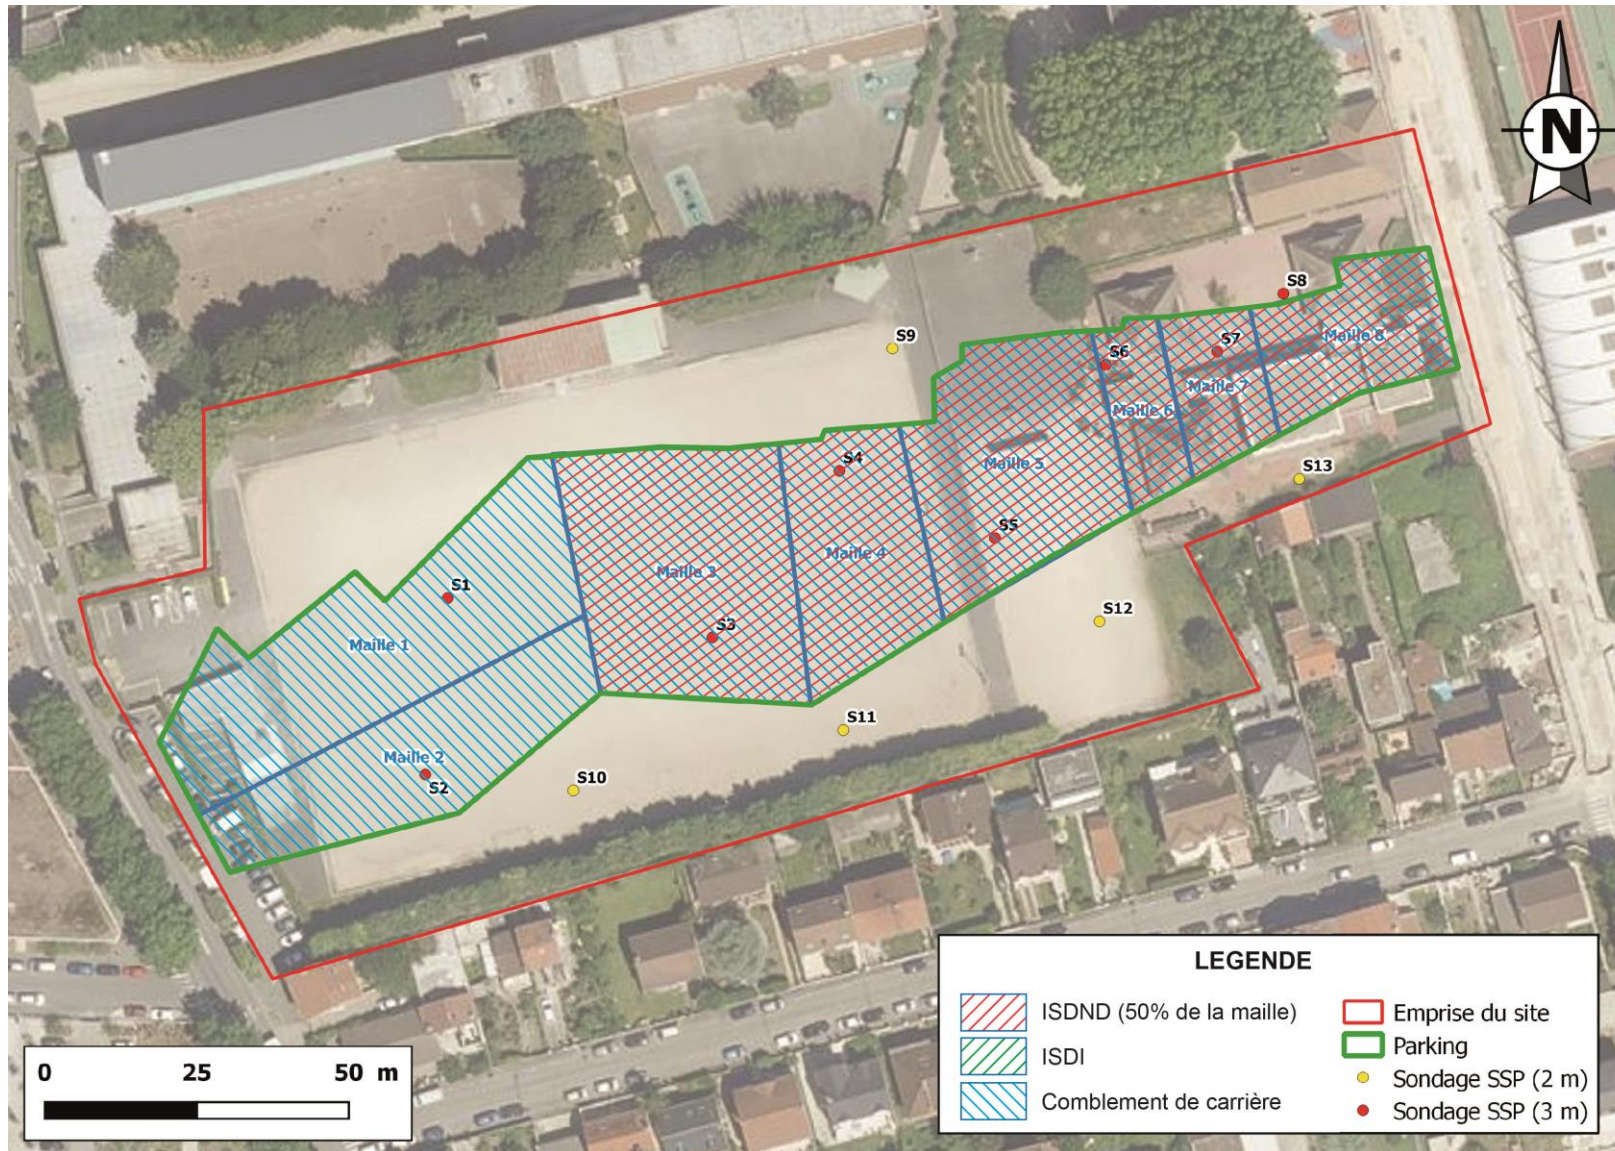 N
S8
S9
S7
S6
Maille 8
Maille 7
Maille 6
S4
Maille 5
S13
S5
Maille 4
Maille 3
S1
S12
S3
Maille 1
S11
Maille 2
S2
S10
LEGENDE
ISDND (50% de la maille)
ISDI
Comblement de carrière
Emprise du site
Parking
Sondage SSP (2 m)
Sondage SSP (3 m)
0 25 50 m